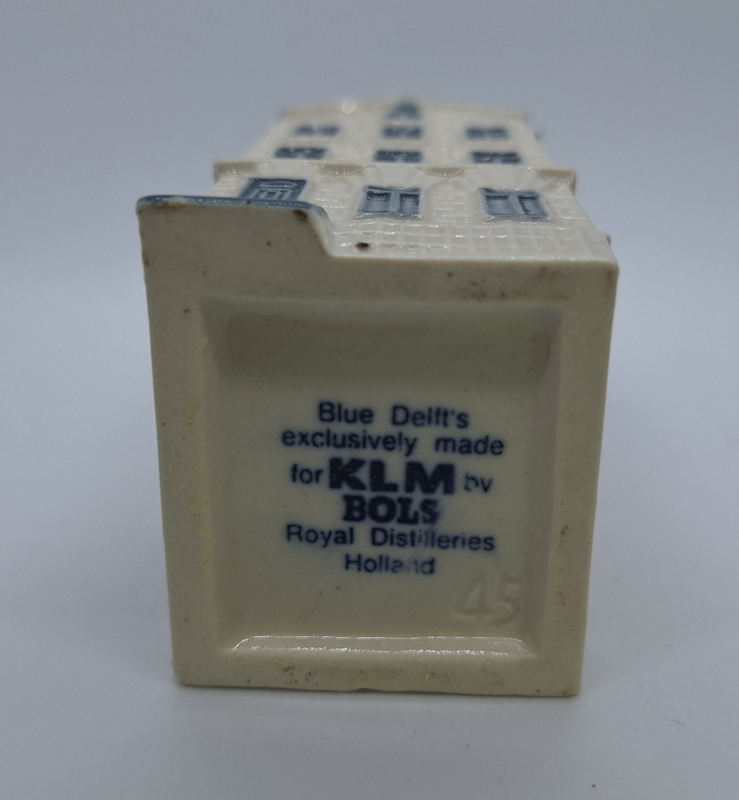 Blue Delft's
exclusively made
for KLM by
BOLS
Royal Distilleries
Holland
45